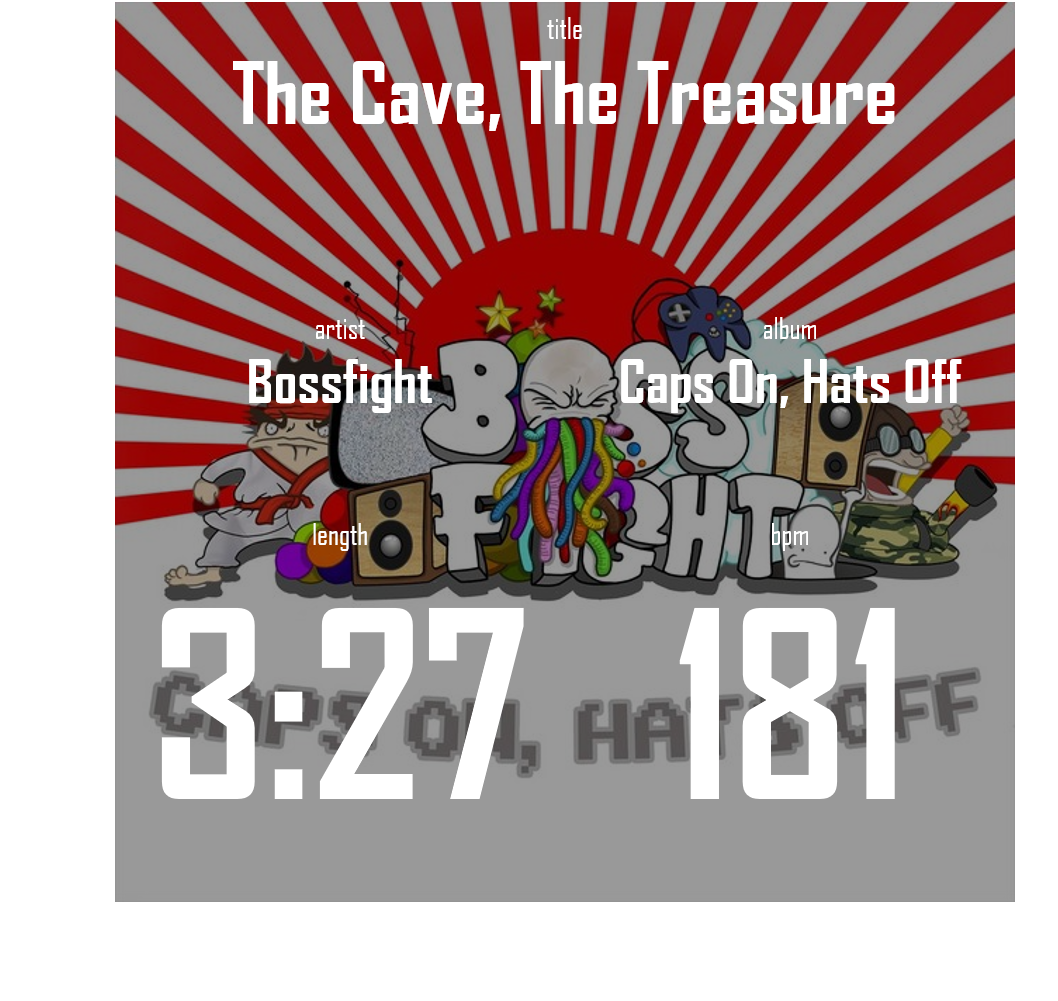 title
The Cave, The Treasure
artist
album
Bossfight
Caps On, Hats Off
BOSS
FIGHT
length
bpm
3:27
181
CAPS ON, HATS OFF